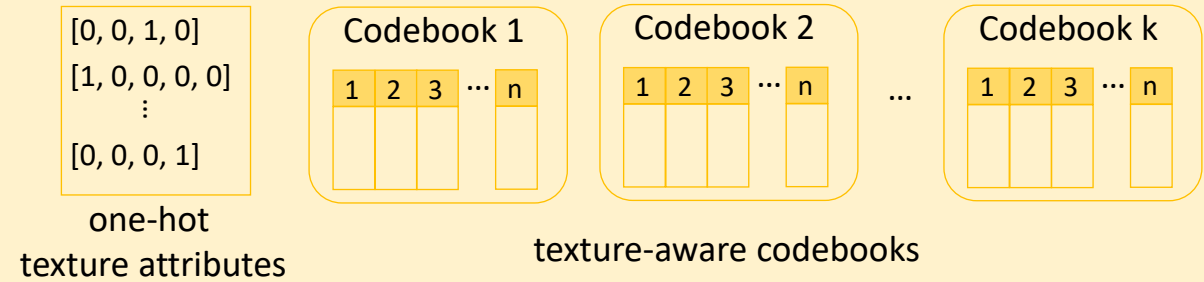 [0, 0, 1, 0]
[1, 0, 0, 0, 0]
⋮
[0, 0, 0, 1]
one-hot
texture attributes
Codebook 1
1 2 3 ... n
Codebook 2
1 2 3 ... n
...
Codebook k
1 2 3 ... n
texture-aware codebooks